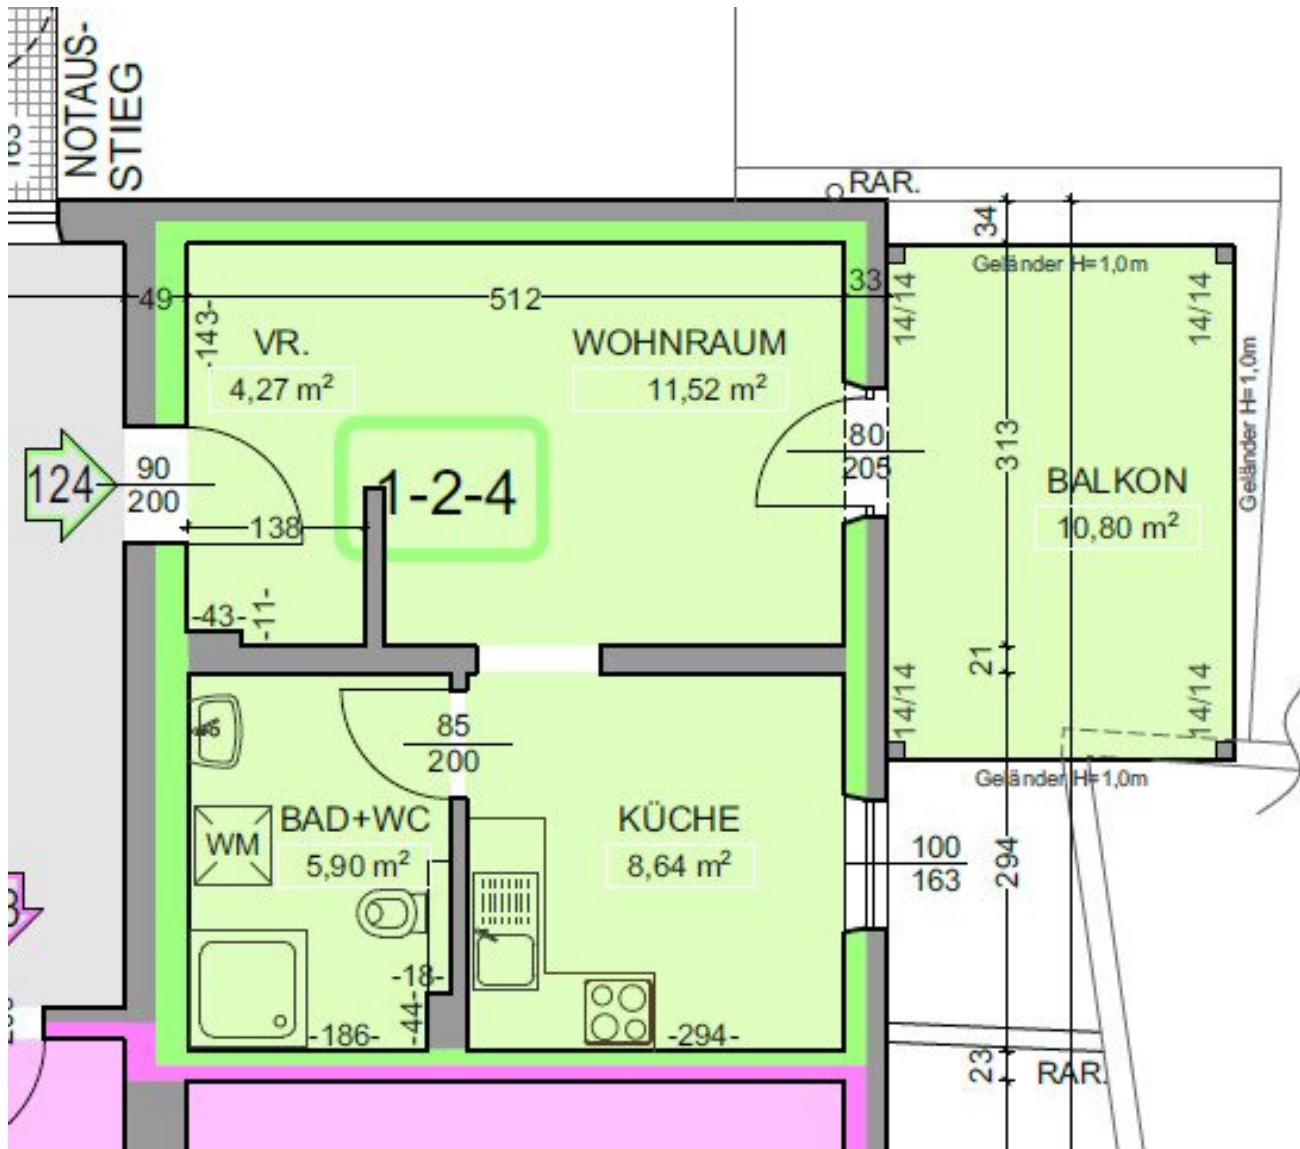 NOTAUS-
STIEG
163
RAR.
34
Geländer H=1,0m
14/14
14/14
49
512
33
-143-
VR.
4,27 m²
WOHNRAUM
11,52 m²
Geländer H=1,0m
80
205
313
124
90
200
1-2-4
BALKON
10,80 m²
138
-43-
-11-
21
14/14
14/14
85
200
Geländer H=1,0m
BAD+WC
5,90 m²
WM
KÜCHE
8,64 m²
100
163
294
-18-
-44-
-186-
-294-
23
RAR.